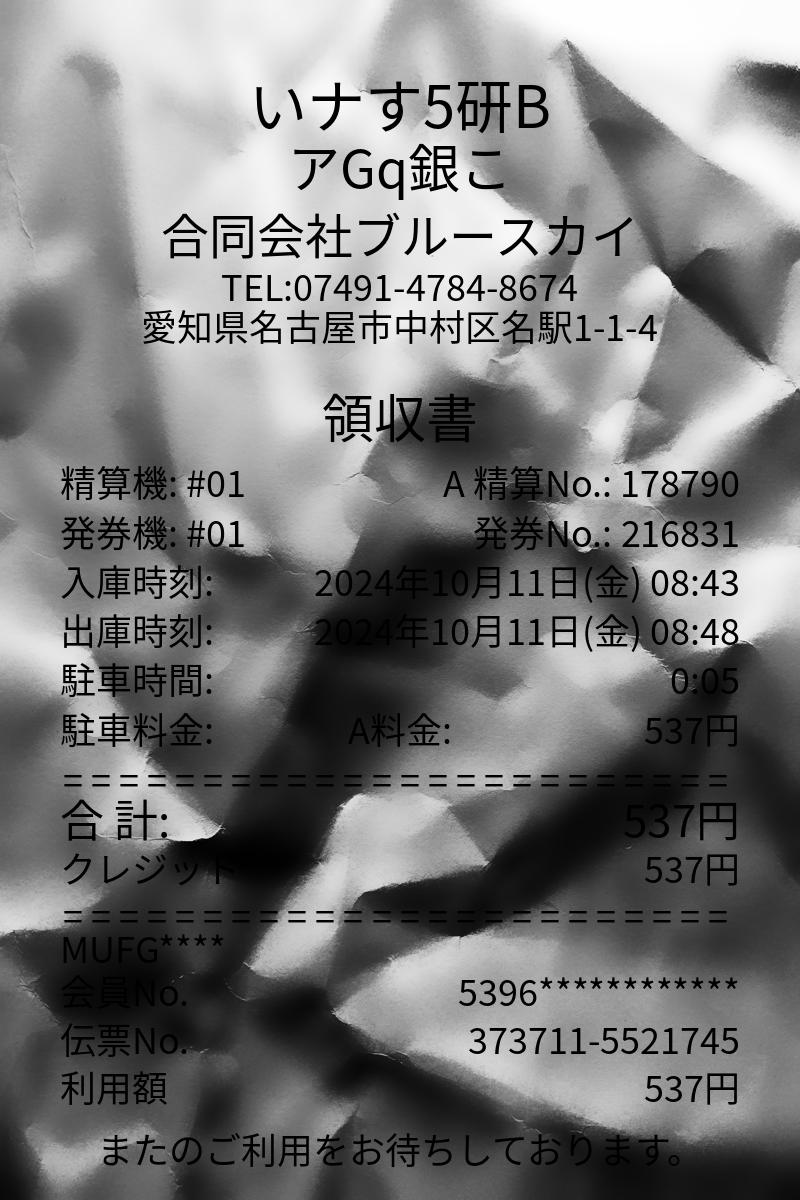 いナす5研B
アGq銀こ
合同会社ブルースカイ
TEL:07491-4784-8674
愛知県名古屋市中村区名駅1-1-4
領収書
精算機: #01 A 精算No.: 178790
発券機: #01 発券No.: 216831
入庫時刻: 2024年10月11日(金) 08:43
出庫時刻: 2024年10月11日(金) 08:48
駐車時間: 0:05
駐車料金: A料金: 537円
========================
合 計: 537円
クレジット 537円
========================
MUFG****
会員No. 5396************
伝票No. 373711-5521745
利用額 537円
またのご利用をお待ちしております。